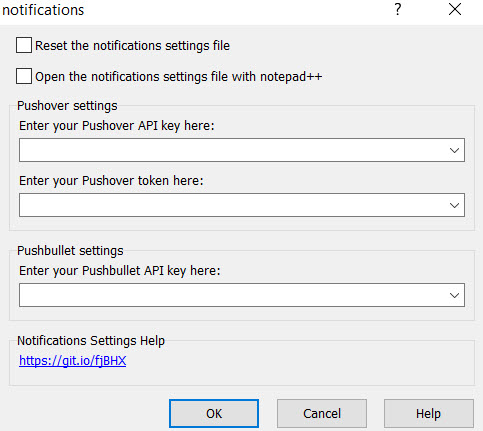 notifications
Reset the notifications settings file
Open the notifications settings file with notepad++
Pushover settings
Enter your Pushover API key here:
Enter your Pushover token here:
Pushbullet settings
Enter your Pushbullet API key here:
Notifications Settings Help
https://git.io/fjBHX
OK Cancel Help